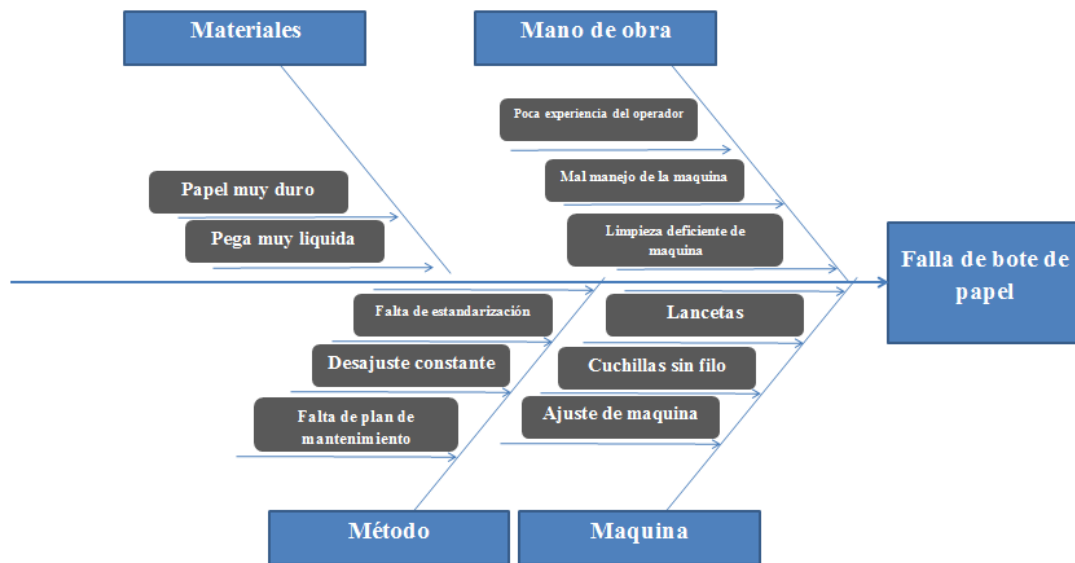 Materiales
Mano de obra
Poca experiencia del operador
Mal manejo de la maquina
Papel muy duro
Pega muy liquida
Limpieza deficiente de
maquina
Falla de bote de
papel
Falta de estandarización
Lancetas
Desajuste constante
Cuchillas sin filo
Falta de plan de
mantenimiento
Ajuste de maquina
Método
Maquina